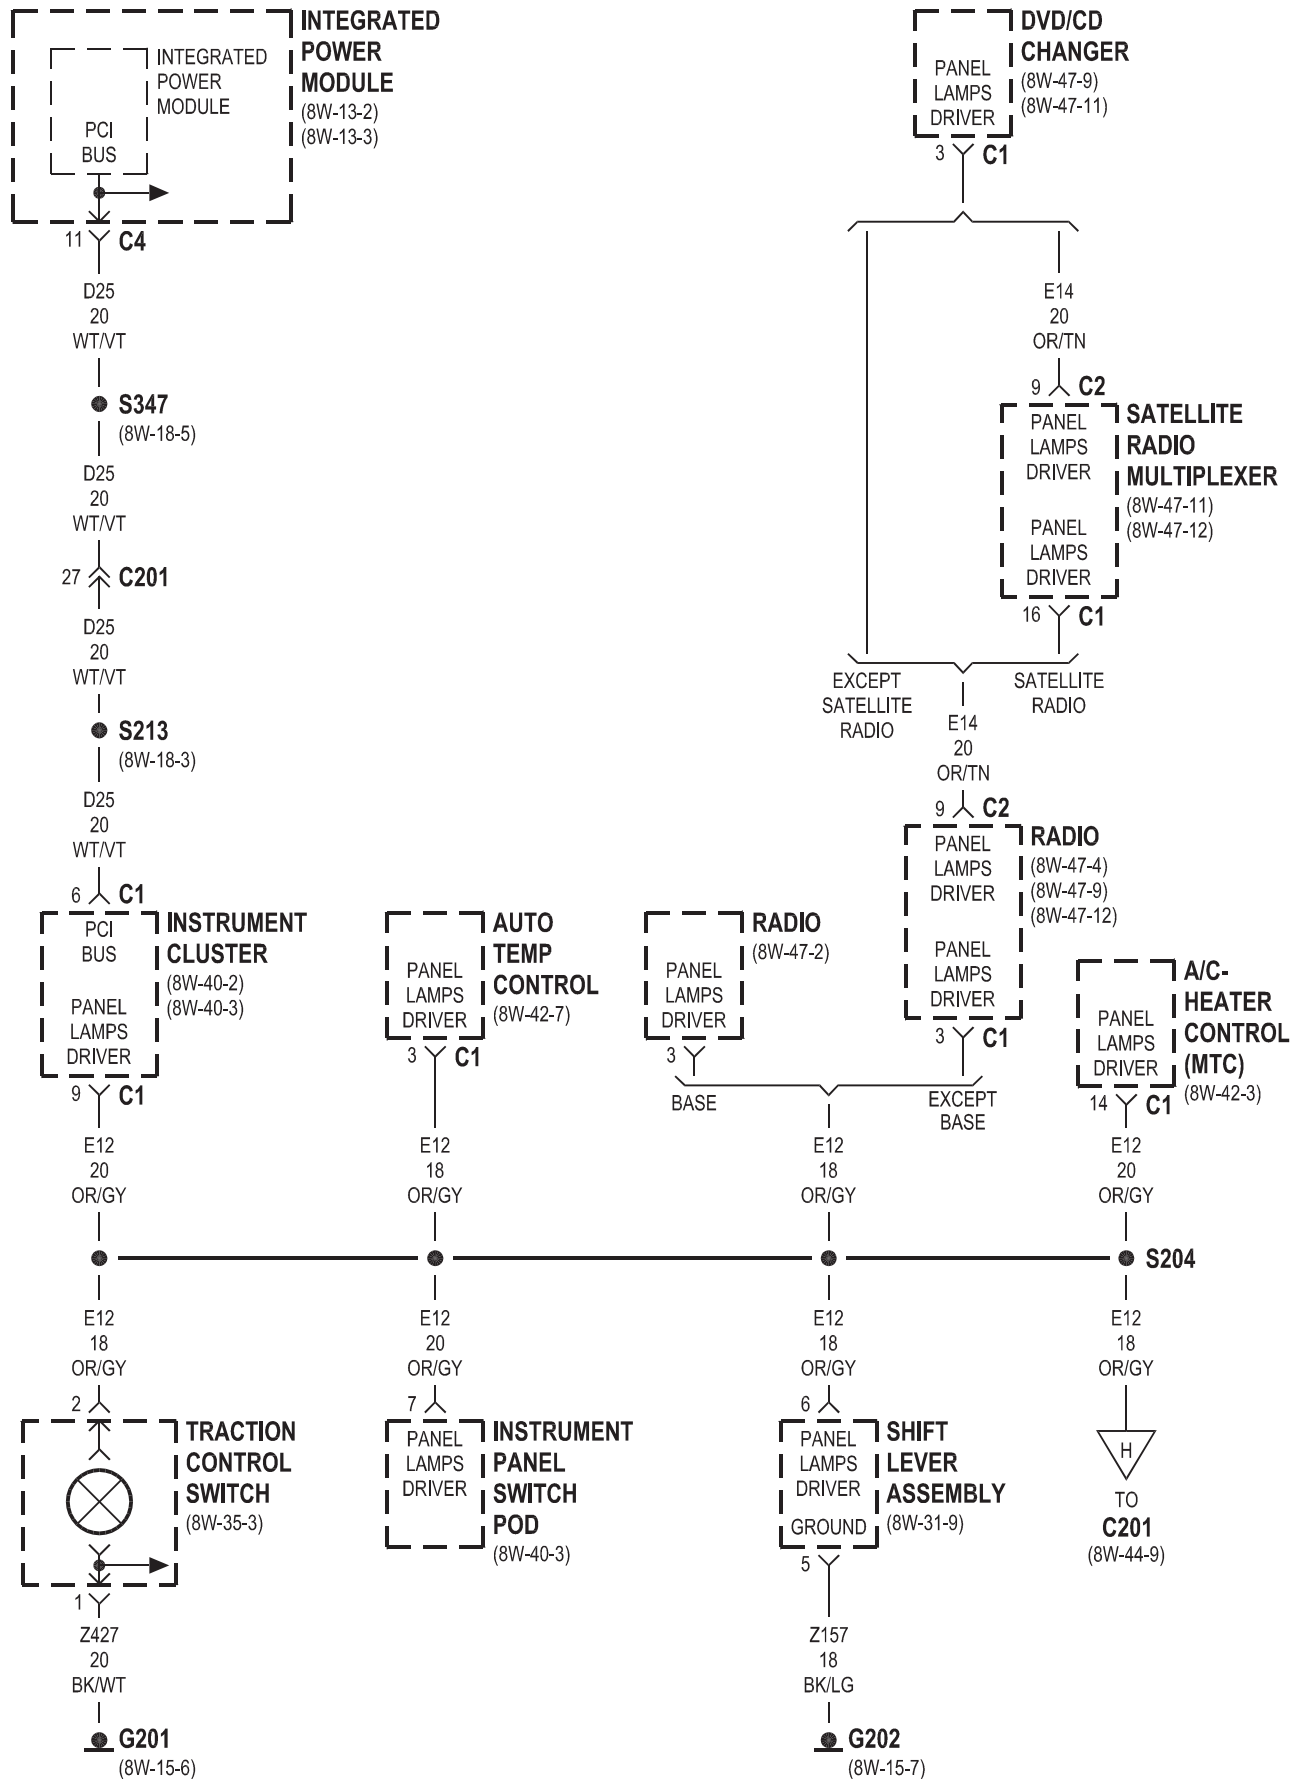 INTEGRATED
POWER
MODULE
(8W-13-2)
(8W-13-3)
INTEGRATED
POWER
MODULE
PCI
BUS
11
C4
D25
20
WT/VT
S347
(8W-18-5)
D25
20
WT/VT
27
C201
D25
20
WT/VT
S213
(8W-18-3)
D25
20
WT/VT
6
C1
PCI
BUS
PANEL
LAMPS
DRIVER
INSTRUMENT
CLUSTER
(8W-40-2)
(8W-40-3)
9
C1
E12
20
OR/GY
DVD/CD
CHANGER
(8W-47-9)
(8W-47-11)
PANEL
LAMPS
DRIVER
3
C1
E14
20
OR/TN
9
C2
PANEL
LAMPS
DRIVER
PANEL
LAMPS
DRIVER
SATELLITE
RADIO
MULTIPLEXER
(8W-47-11)
(8W-47-12)
16
C1
EXCEPT
SATELLITE
RADIO
SATELLITE
RADIO
E14
20
OR/TN
9
C2
PANEL
LAMPS
DRIVER
PANEL
LAMPS
DRIVER
RADIO
(8W-47-4)
(8W-47-9)
(8W-47-12)
3
C1
AUTO
TEMP
CONTROL
(8W-42-7)
PANEL
LAMPS
DRIVER
3
C1
E12
18
OR/GY
RADIO
(8W-47-2)
PANEL
LAMPS
DRIVER
3
BASE
EXCEPT
BASE
E12
18
OR/GY
A/C-
HEATER
CONTROL
(MTC)
(8W-42-3)
PANEL
LAMPS
DRIVER
14
C1
E12
20
OR/GY
S204
E12
18
OR/GY
2
TRACTION
CONTROL
SWITCH
(8W-35-3)
1
Z427
20
BK/WT
G201
(8W-15-6)
E12
20
OR/GY
7
PANEL
LAMPS
DRIVER
INSTRUMENT
PANEL
SWITCH
POD
(8W-40-3)
E12
18
OR/GY
6
PANEL
LAMPS
DRIVER
GROUND
SHIFT
LEVER
ASSEMBLY
(8W-31-9)
5
Z157
18
BK/LG
G202
(8W-15-7)
E12
18
OR/GY
H
TO
C201
(8W-44-9)